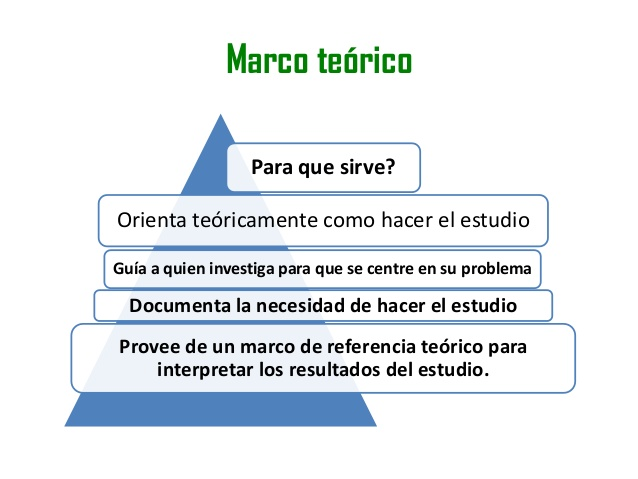 Marco teórico
Para que sirve?
Orienta teóricamente como hacer el estudio
Guía a quien investiga para que se centre en su problema
Documenta la necesidad de hacer el estudio
Provee de un marco de referencia teórico para
interpretar los resultados del estudio.